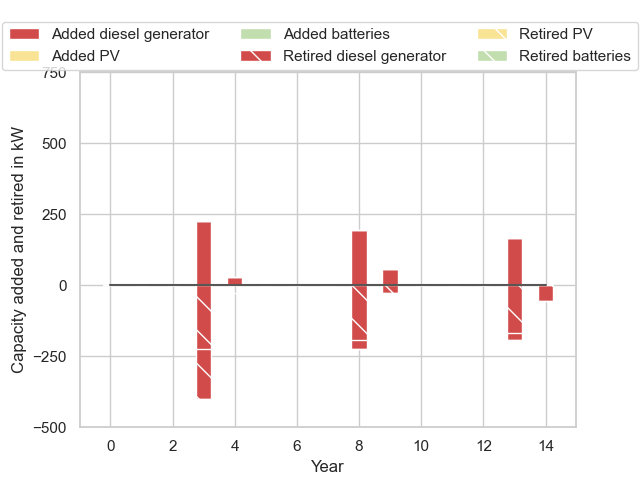 Added diesel generator
Added PV
Added batteries
Retired diesel generator
Retired PV
Retired batteries
Capacity added and retired in kW
750
500
250
0
−250
−500
0 2 4 6 8 10 12 14
Year